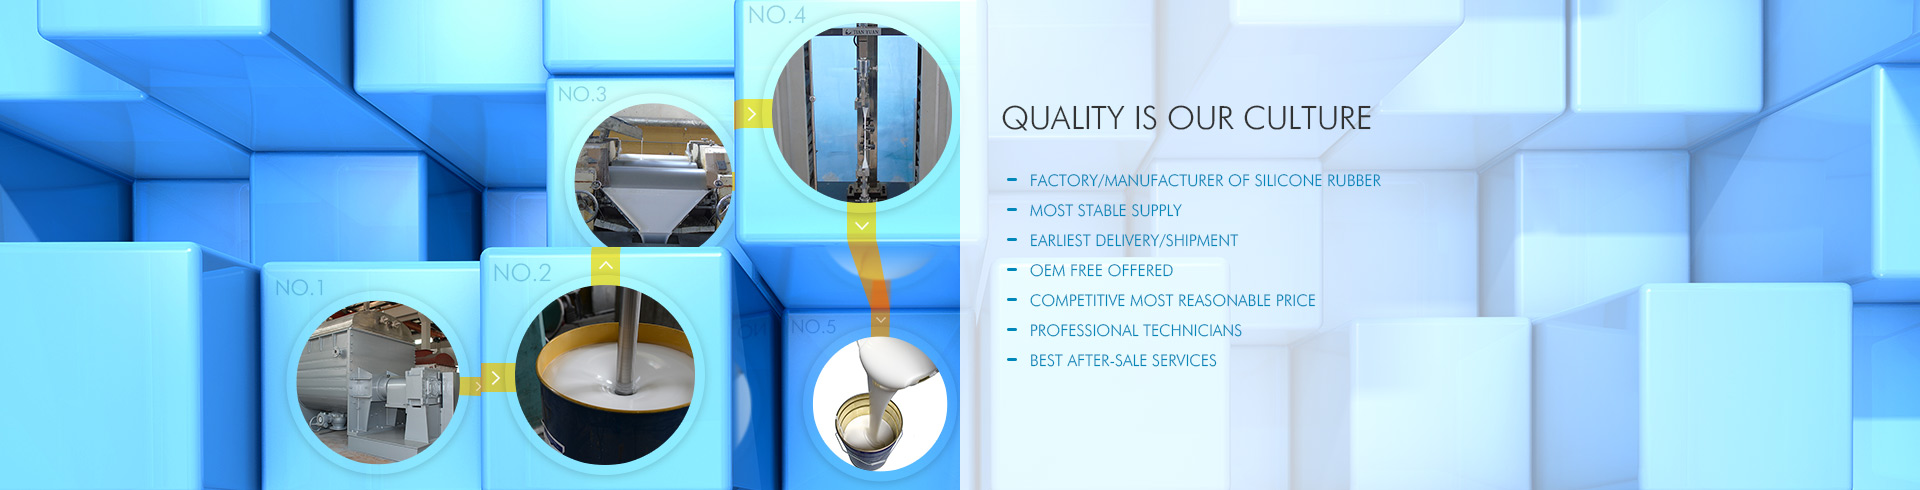 NO.4
TIAN YUAN
NO.3
NO.2
NO.1
NO.5
QUALITY IS OUR CULTURE
FACTORY/MANUFACTURER OF SILICONE RUBBER
MOST STABLE SUPPLY
EARLIEST DELIVERY/SHIPMENT
OEM FREE OFFERED
COMPETITIVE MOST REASONABLE PRICE
PROFESSIONAL TECHNICIANS
BEST AFTER-SALE SERVICES